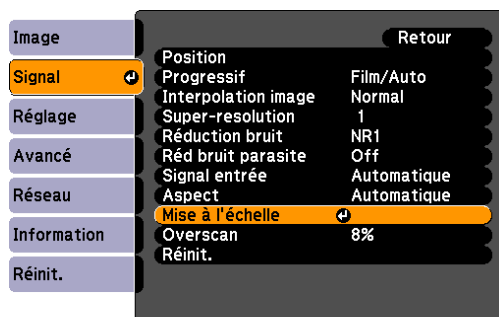 Image
Signal
Réglage
Avancé
Réseau
Information
Réinit.
Retour
Position
Progressif Film/Auto
Interpolation image Normal
Super-resolution 1
Réduction bruit NR1
Réd bruit parasite Off
Signal entrée Automatique
Aspect Automatique
Mise à l'échelle
Overscan 8%
Réinit.